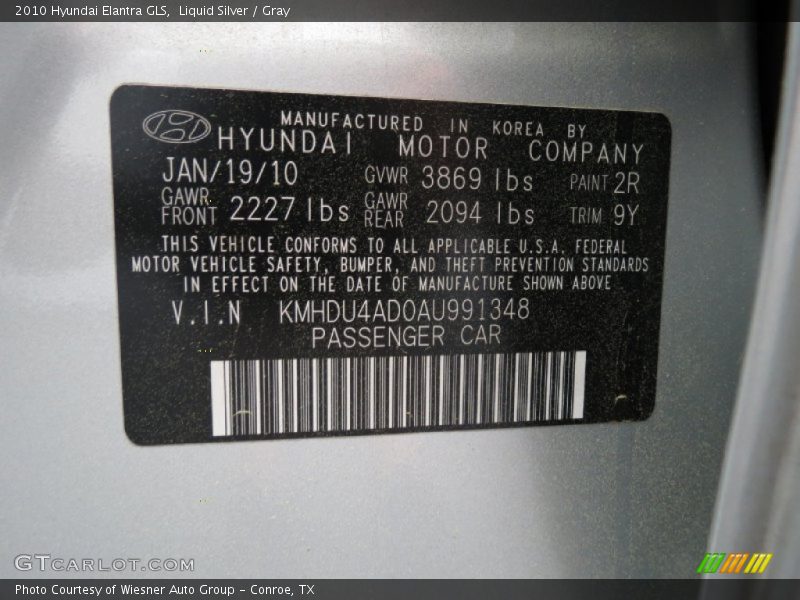 2010 Hyundai Elantra GLS,  Liquid Silver / Gray
MANUFACTURED IN KOREA BY
HYUNDAI MOTOR COMPANY
JAN/19/10 GVWR 3869 lbs PAINT 2R
GAWR FRONT 2227 lbs GAWR REAR 2094 lbs TRIM 9Y
THIS VEHICLE CONFORMS TO ALL APPLICABLE U.S.A. FEDERAL
MOTOR VEHICLE SAFETY, BUMPER, AND THEFT PREVENTION STANDARDS
IN EFFECT ON THE DATE OF MANUFACTURE SHOWN ABOVE
V.I.N KMHDU4AD0AU991348
PASSENGER CAR
GTCARLOT.COM
Photo Courtesy of Wiesner Auto Group - Conroe, TX